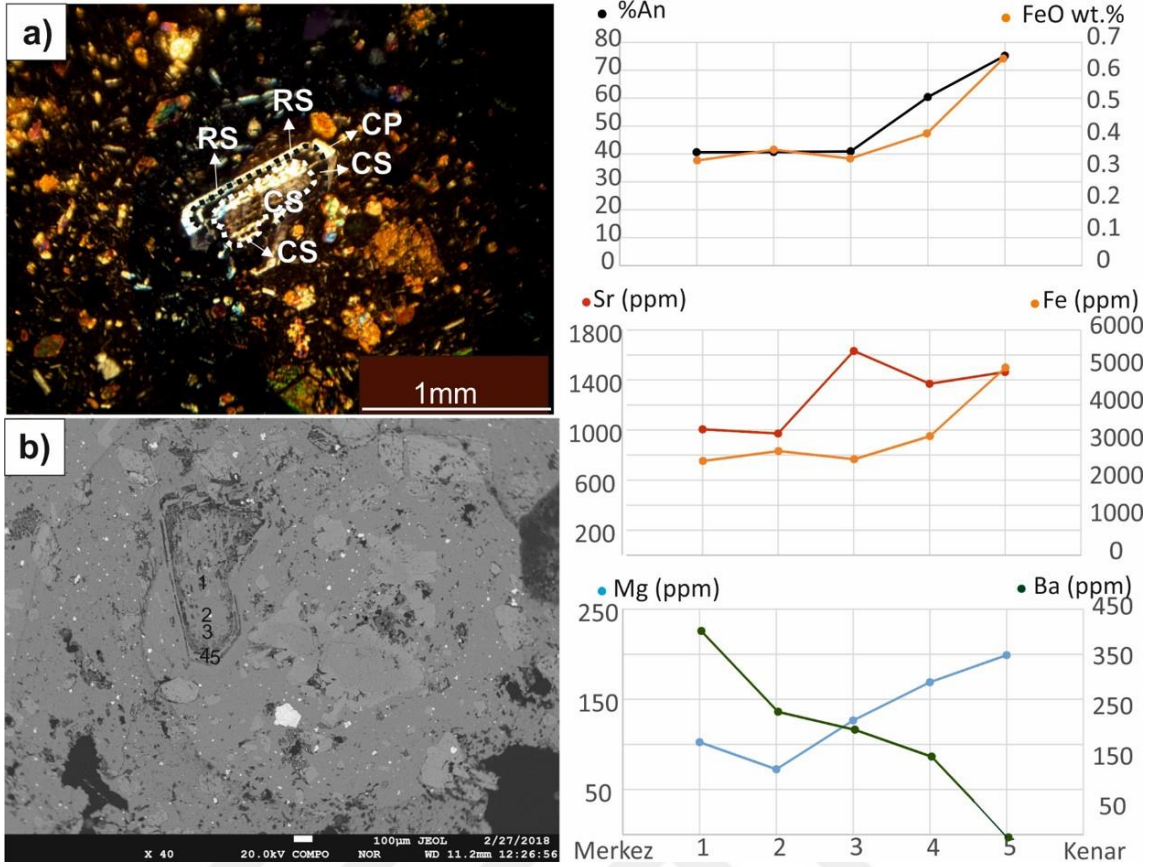 a)
RS
RS
CP
CS
CS
CS
1mm
b)
1
2
3
45
100µm JEOL 2/27/2018
X 40 20.0kV COMPO NOR WD 11.2mm 12:26:56
%An
FeO wt.%
80
70
60
50
40
30
20
10
0
0.7
0.6
0.5
0.4
0.3
0.2
0.1
0
Sr (ppm)
Fe (ppm)
1800
1400
1000
600
200
6000
5000
4000
3000
2000
1000
0
Mg (ppm)
Ba (ppm)
250
150
50
450
350
250
150
50
Merkez 1 2 3 4 5 Kenar